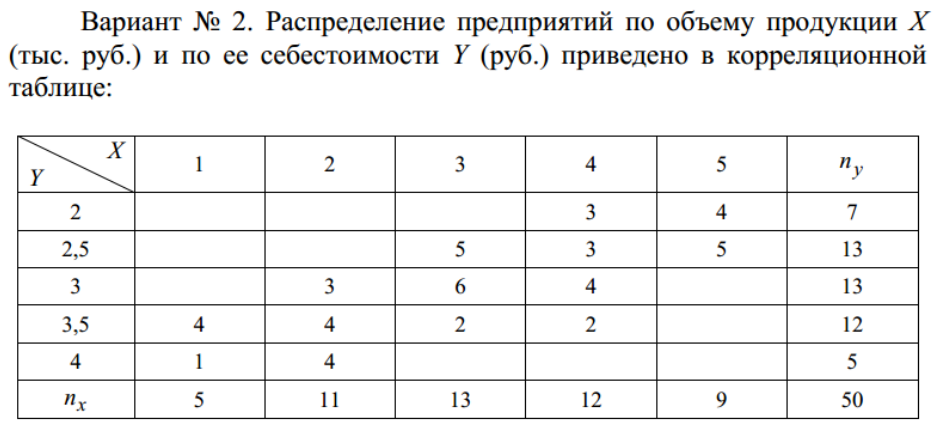 Вариант № 2. Распределение предприятий по объему продукции X
(тыс. руб.) и по ее себестоимости Y (руб.) приведено в корреляционной
таблице:
X
Y 1 2 3 4 5 n_y
2 3 4 7
2,5 5 3 5 13
3 3 6 4 13
3,5 4 4 2 2 12
4 1 4 5
n_x 5 11 13 12 9 50